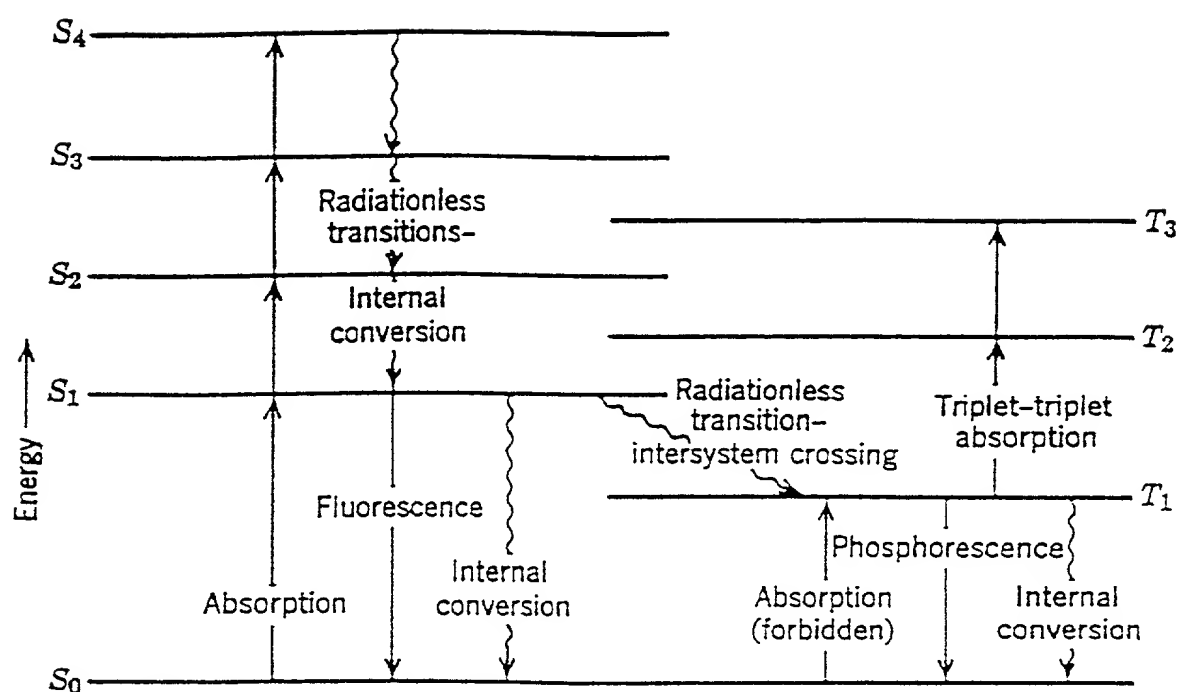 S4
S3
Radiationless
transitions–
T3
S2
Internal
conversion
T2
S1
Radiationless
transition–
intersystem crossing
Triplet–triplet
absorption
Energy
T1
Fluorescence
Phosphorescence
Absorption
Internal
conversion
Absorption
(forbidden)
Internal
conversion
S0